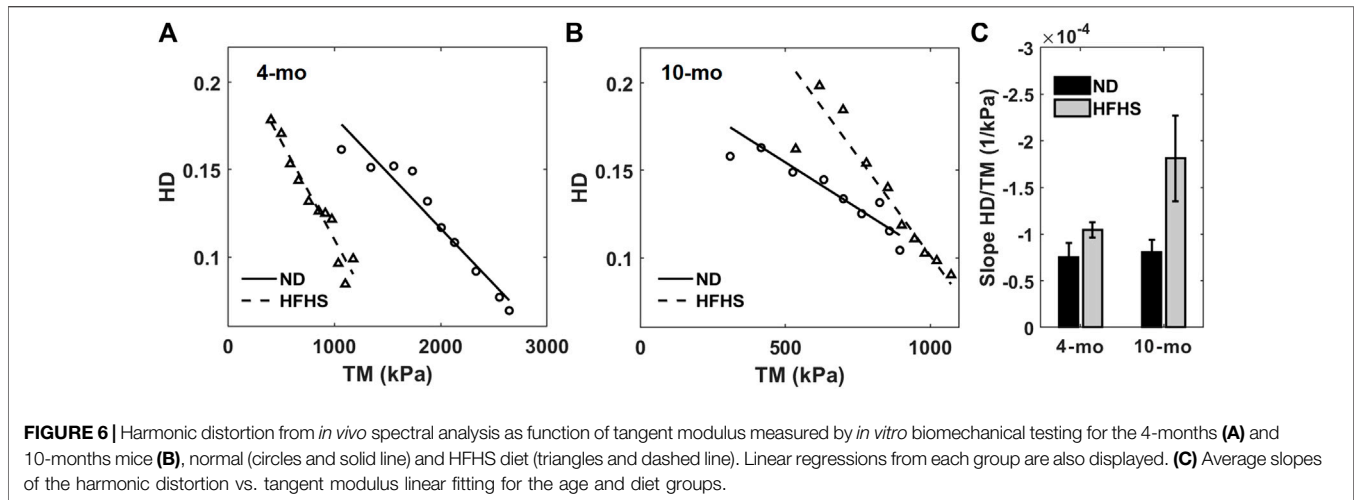 A
4-mo
HD
0.2
0.15
0.1
ND
HFHS
0 1000 2000 3000
TM (kPa)
B
10-mo
HD
0.2
0.15
0.1
ND
HFHS
0 500 1000
TM (kPa)
C
×10⁻⁴
Slope HD/TM (1/kPa)
-3
-2.5
-2
-1.5
-1
-0.5
0
ND
HFHS
4-mo 10-mo
FIGURE 6 | Harmonic distortion from in vivo spectral analysis as function of tangent modulus measured by in vitro biomechanical testing for the 4-months (A) and
10-months mice (B), normal (circles and solid line) and HFHS diet (triangles and dashed line). Linear regressions from each group are also displayed. (C) Average slopes
of the harmonic distortion vs. tangent modulus linear fitting for the age and diet groups.